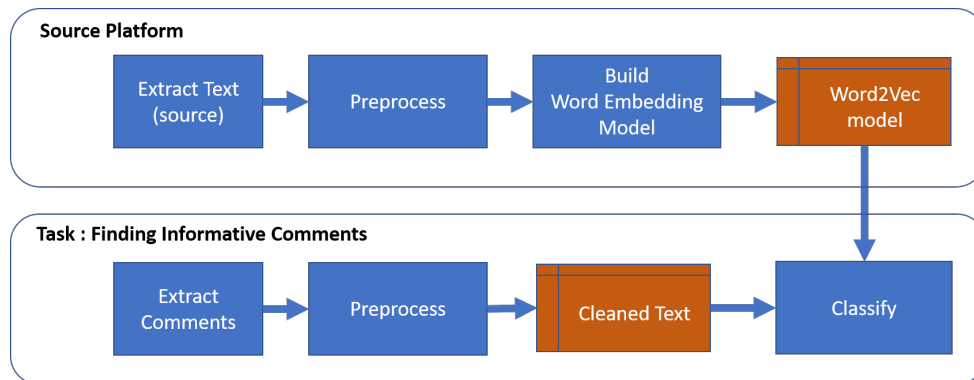 Source Platform
Extract Text
(source)
Preprocess
Build
Word Embedding
Model
Word2Vec
model
Task : Finding Informative Comments
Extract
Comments
Preprocess
Cleaned Text
Classify